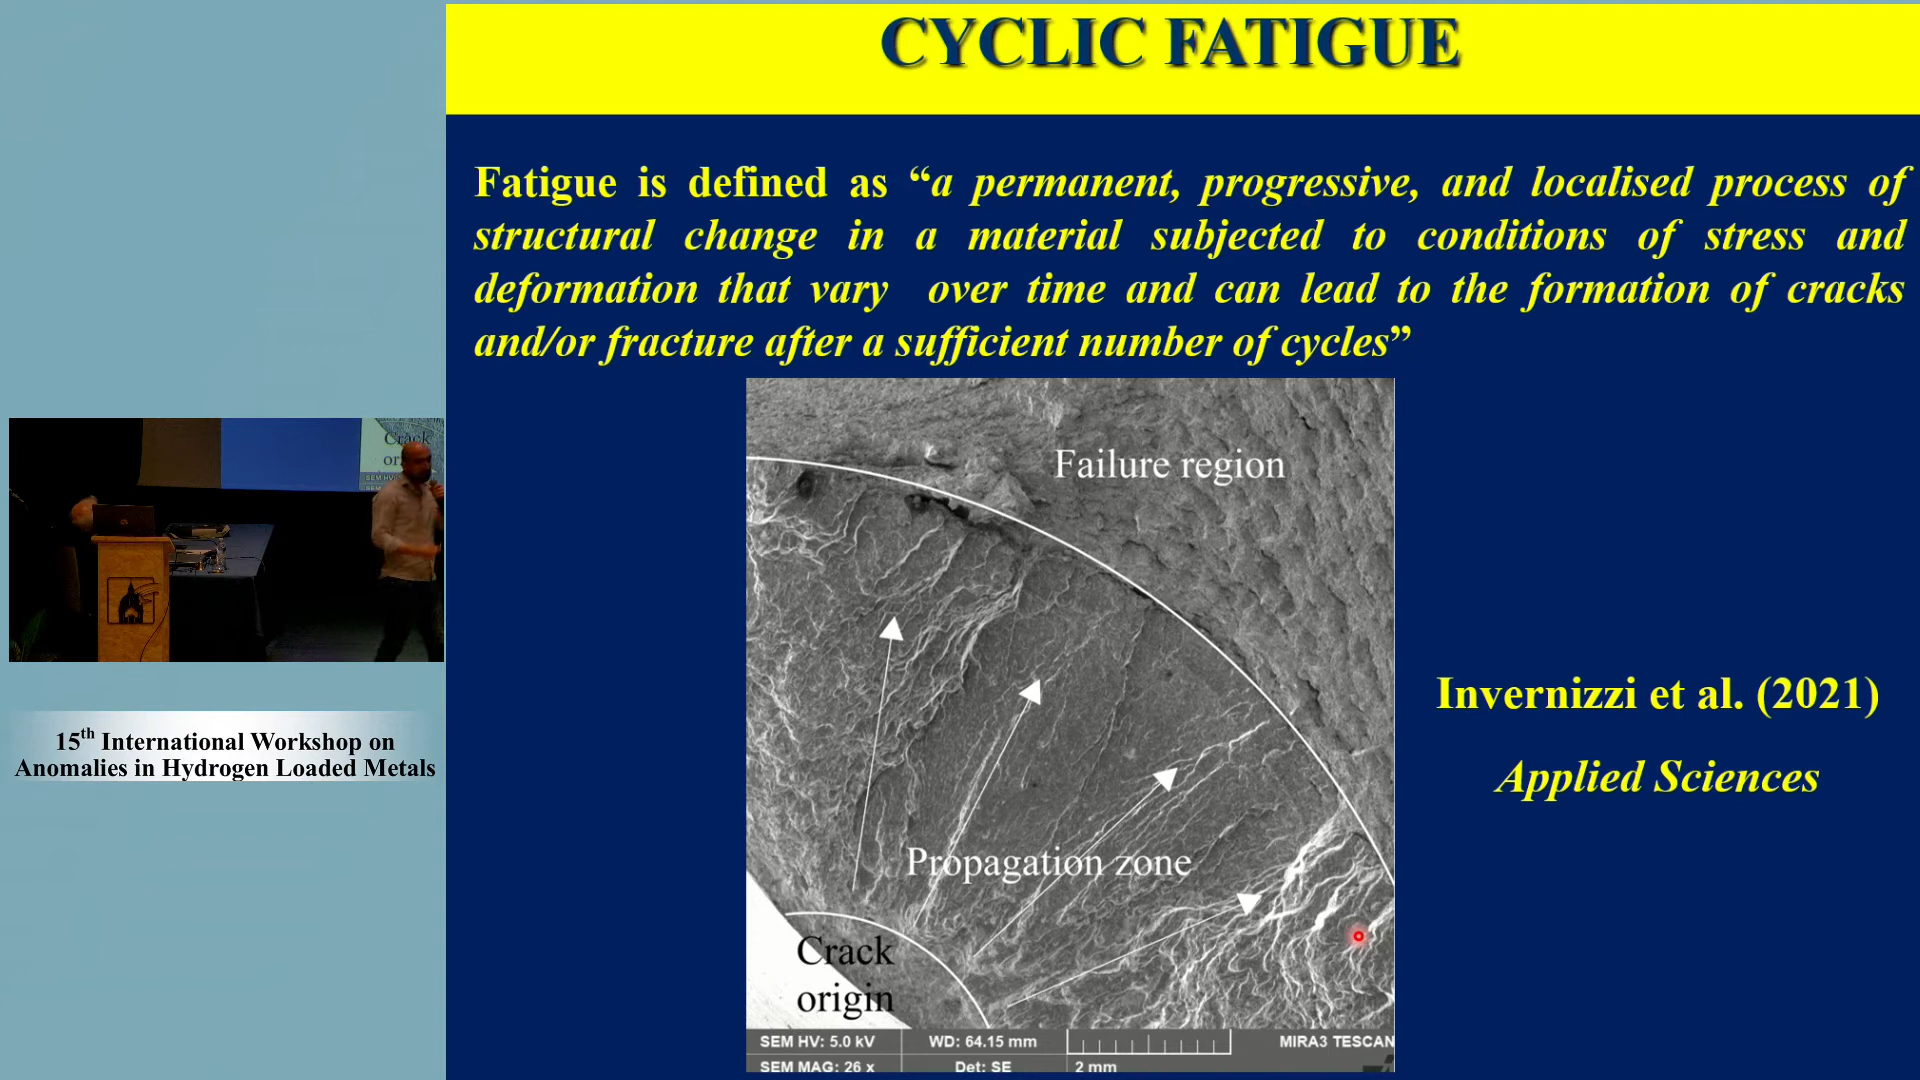 CYCLIC FATIGUE
Fatigue is defined as “a permanent, progressive, and localised process of
structural change in a material subjected to conditions of stress and
deformation that vary over time and can lead to the formation of cracks
and/or fracture after a sufficient number of cycles”
Failure region
Propagation zone
Crack
origin
SEM HV: 5.0 kV
WD: 64.15 mm
MIRA3 TESCAN
SEM MAG: 26 x
Det: SE
2 mm
Invernizzi et al. (2021)
Applied Sciences
Crack
SEM HV
15th International Workshop on
Anomalies in Hydrogen Loaded Metals